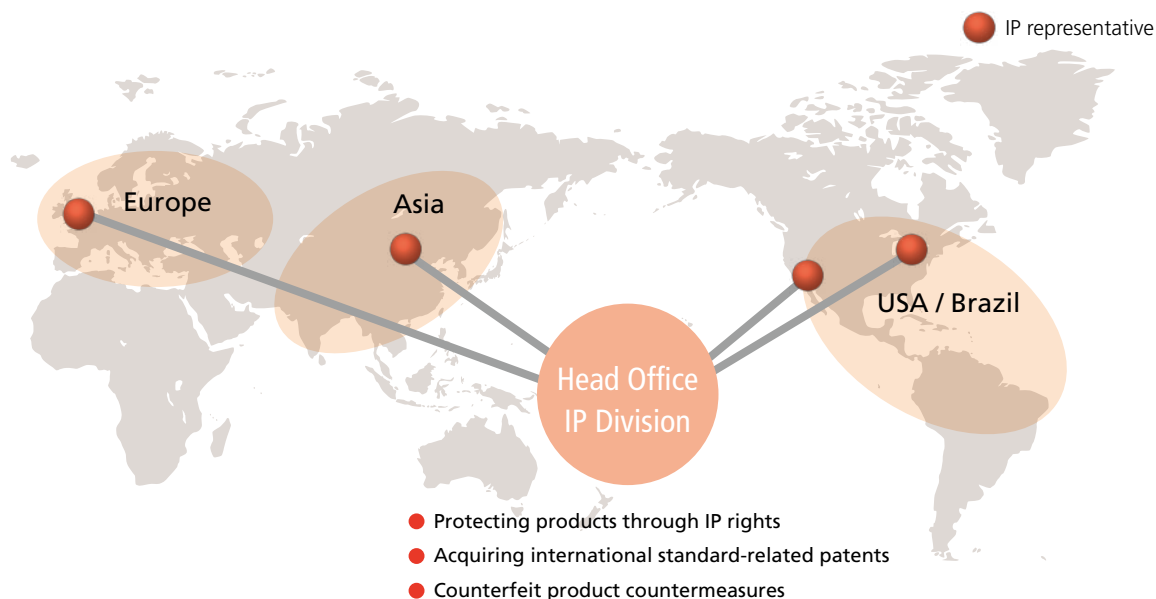 IP representative
Europe
Asia
USA / Brazil
Head Office
IP Division
Protecting products through IP rights
Acquiring international standard-related patents
Counterfeit product countermeasures